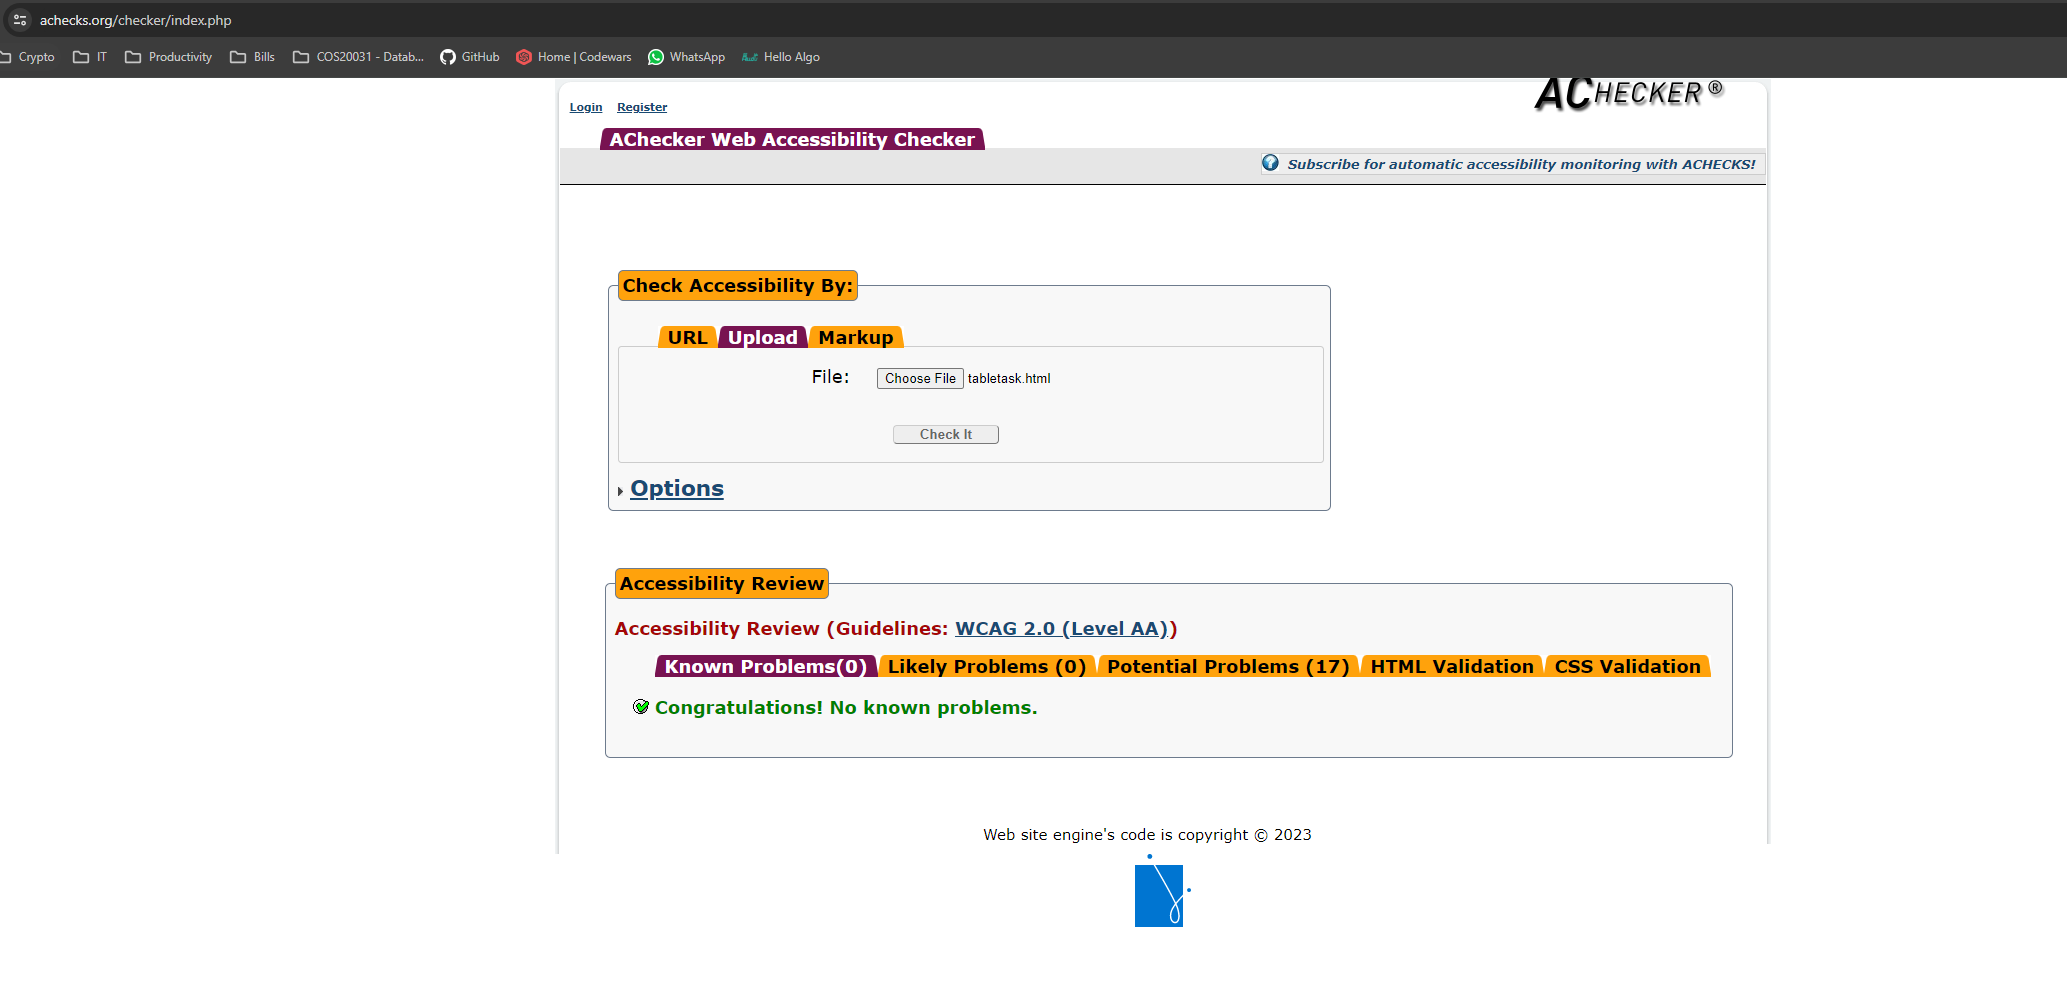 achecks.org/checker/index.php
Crypto IT Productivity Bills COS20031 - Datab... GitHub Home | Codewars WhatsApp Hello Algo
ACHECKER ®
Login Register
AChecker Web Accessibility Checker
Subscribe for automatic accessibility monitoring with ACHECKS!
Check Accessibility By:
URL Upload Markup
File: Choose File tabletask.html
Check It
Options
Accessibility Review
Accessibility Review (Guidelines: WCAG 2.0 (Level AA))
Known Problems(0) Likely Problems (0) Potential Problems (17) HTML Validation CSS Validation
Congratulations! No known problems.
Web site engine's code is copyright © 2023